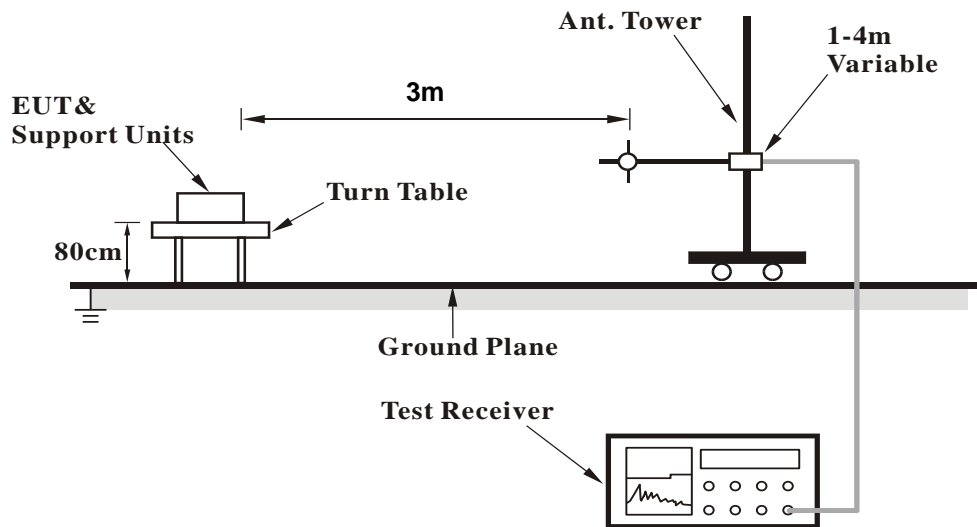 Ant. Tower
1-4m
Variable
3m
EUT&
Support Units
Turn Table
80cm
Ground Plane
Test Receiver